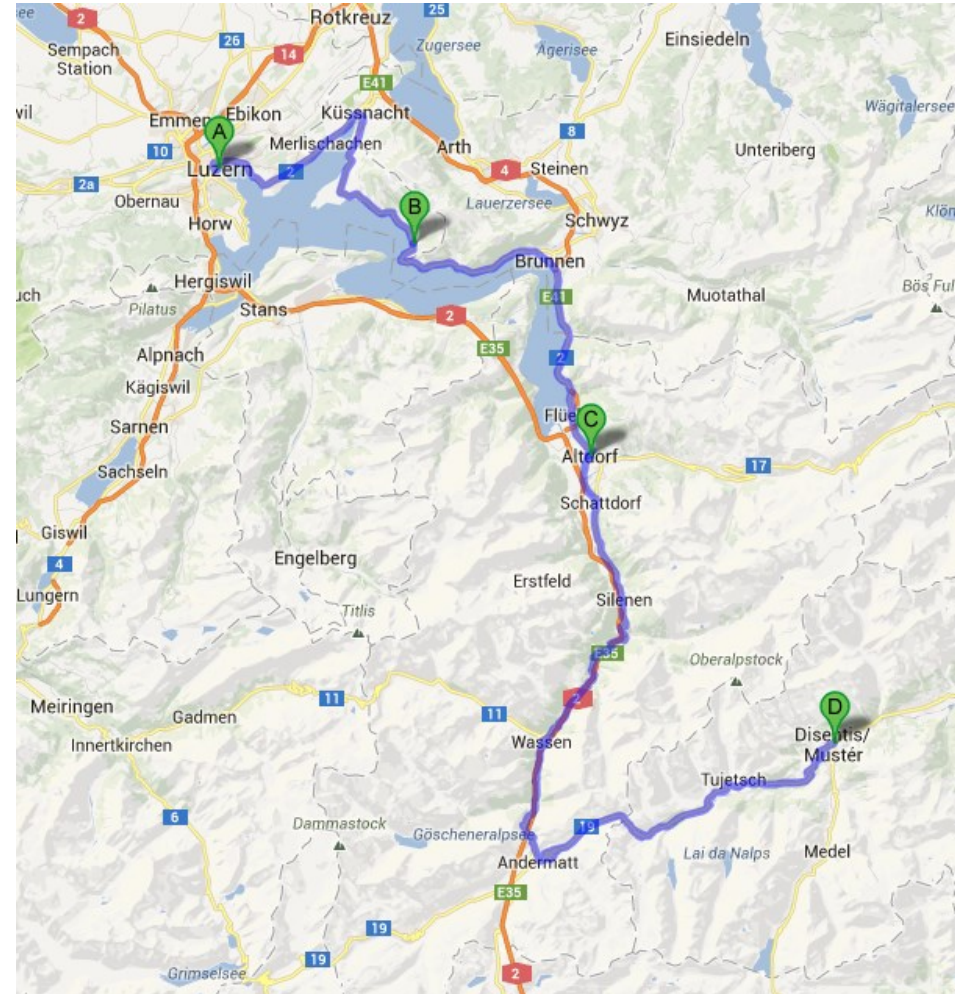 2
Rotkreuz
25
Sempach
Station
26
14
Zugersee
Ägerisee
Einsiedeln
E41
Wägitalersee
Emmen
Ebikon
Küssnacht
8
A
10
Merlischachen
Arth
Unteriberg
Luzern
2
4
Steinen
2a
Obernau
B
Lauerzersee
Horw
Schwyz
Brunnen
Hergiswil
E41
Muotathal
Pilatus
Stans
2
E35
2
Alpnach
Kägiswil
C
Sarnen
Altdorf
17
Sachseln
Schattdorf
Giswil
4
Engelberg
Erstfeld
Lungern
Silenen
Titlis
E35
Oberalpstock
11
2
Meiringen
Gadmen
11
D
Innertkirchen
Wassen
Disentis/
Mustér
Tujetsch
6
Dammastock
Göscheneralpsee
19
Lai da Nalps
Medel
Andermatt
E35
19
19
Grimselsee
2